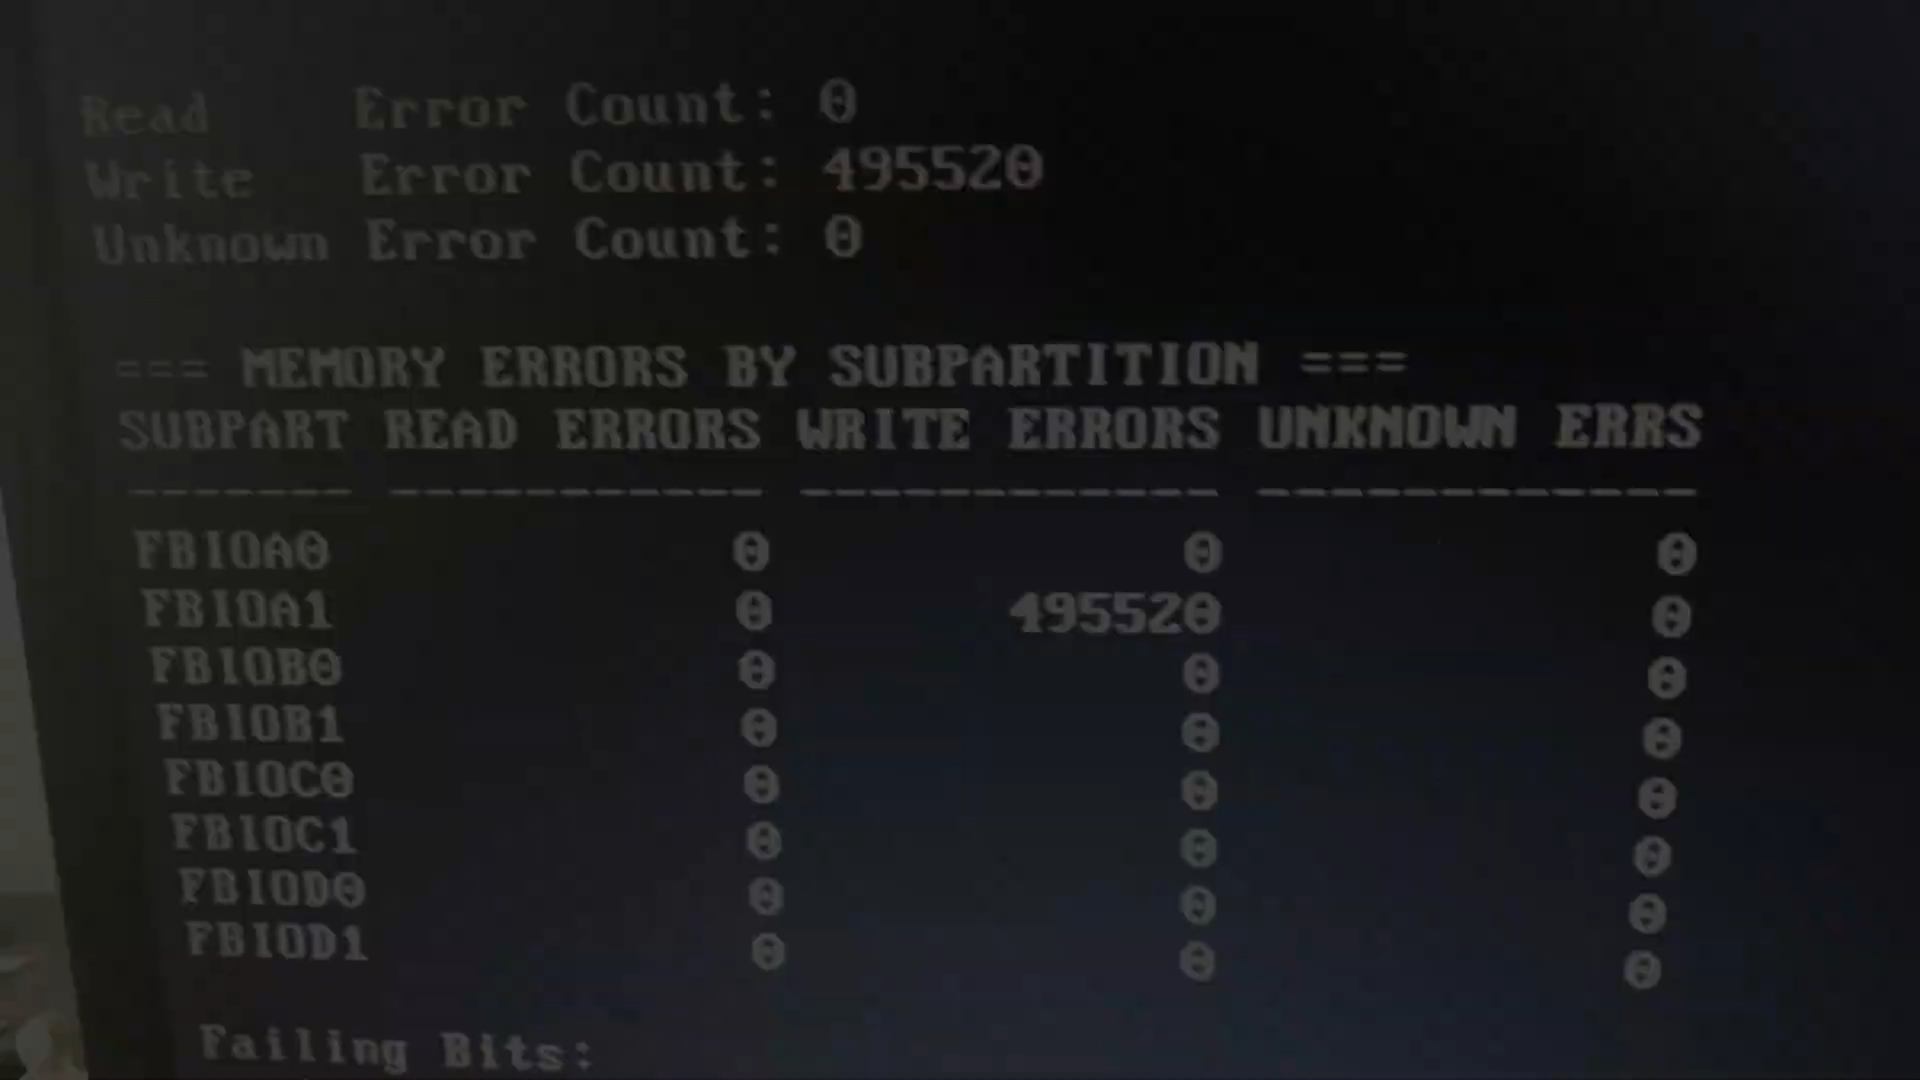 Read Error Count: 0
Write Error Count: 495520
Unknown Error Count: 0
=== MEMORY ERRORS BY SUBPARTITION ===
SUBPART READ ERRORS WRITE ERRORS UNKNOWN ERRS
------- ------------ ------------- -------------
FBIOA0 0 0 0
FBIOA1 0 495520 0
FBIOB0 0 0 0
FBIOB1 0 0 0
FBIOC0 0 0 0
FBIOC1 0 0 0
FBIOD0 0 0 0
FBIOD1 0 0 0
Failing Bits: